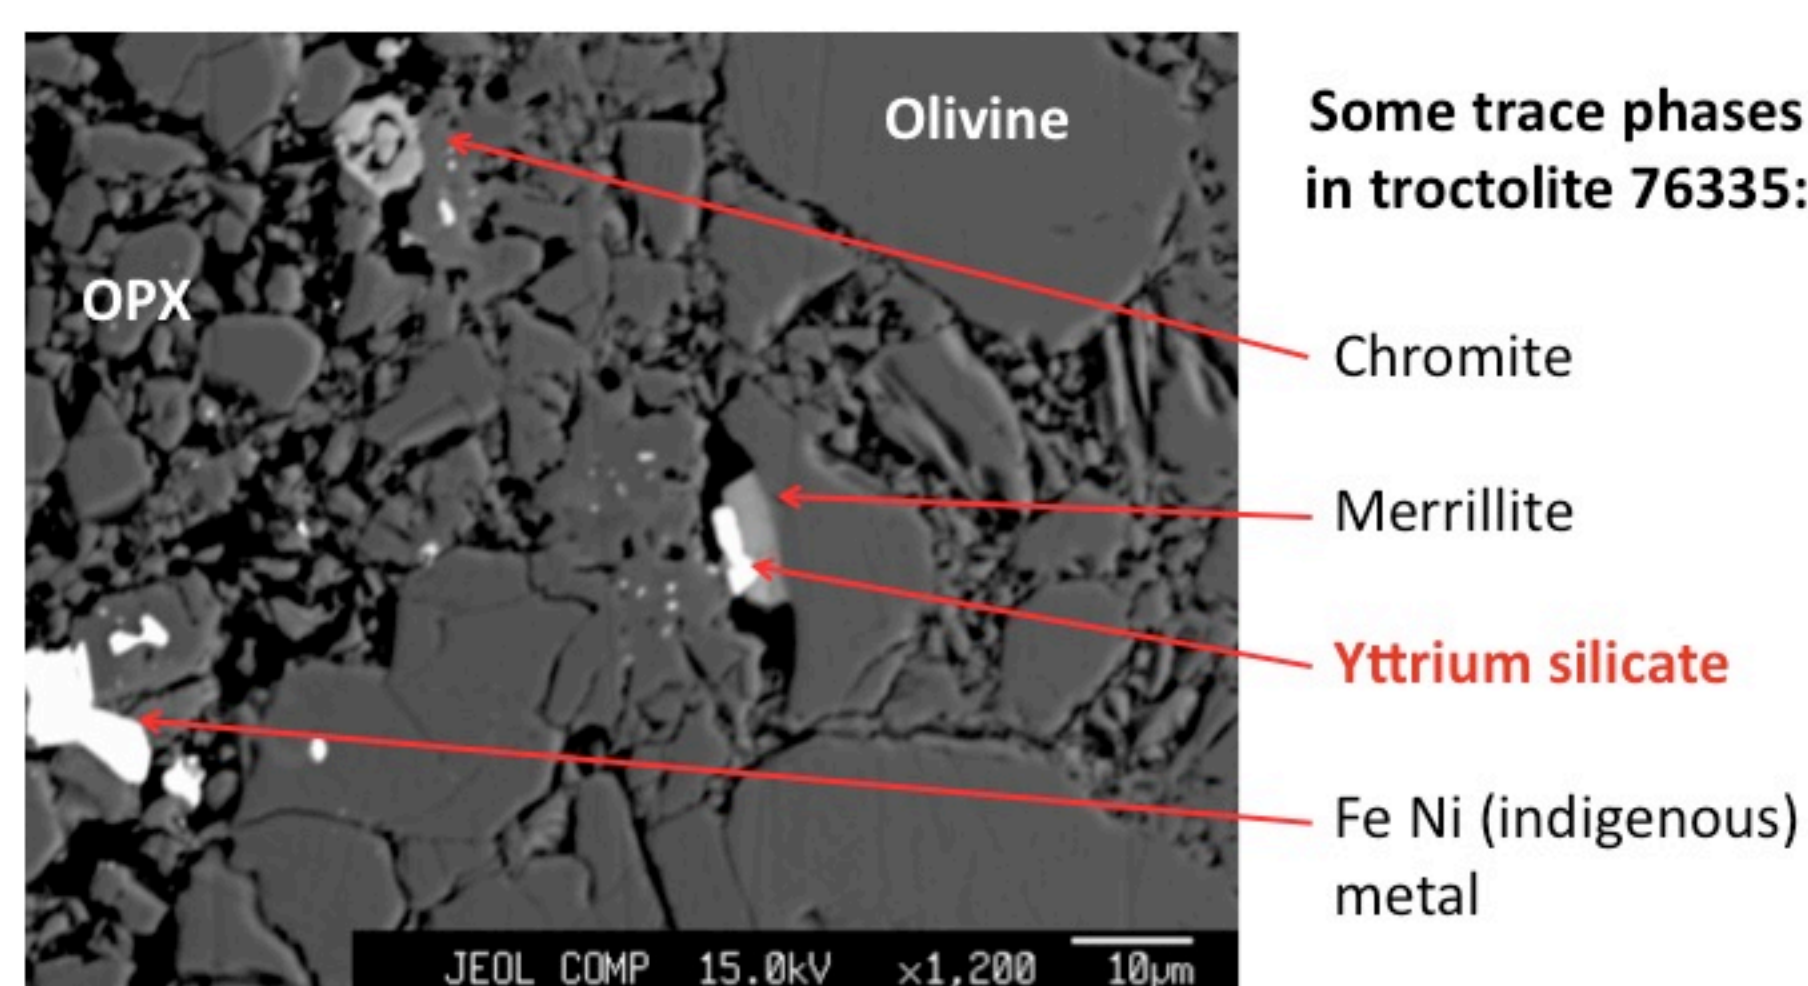 Olivine
OPX
Some trace phases
in troctolite 76335:
Chromite
Merrillite
Yttrium silicate
Fe Ni (indigenous)
metal
JEOL COMP 15.0kV ×1,200 10µm